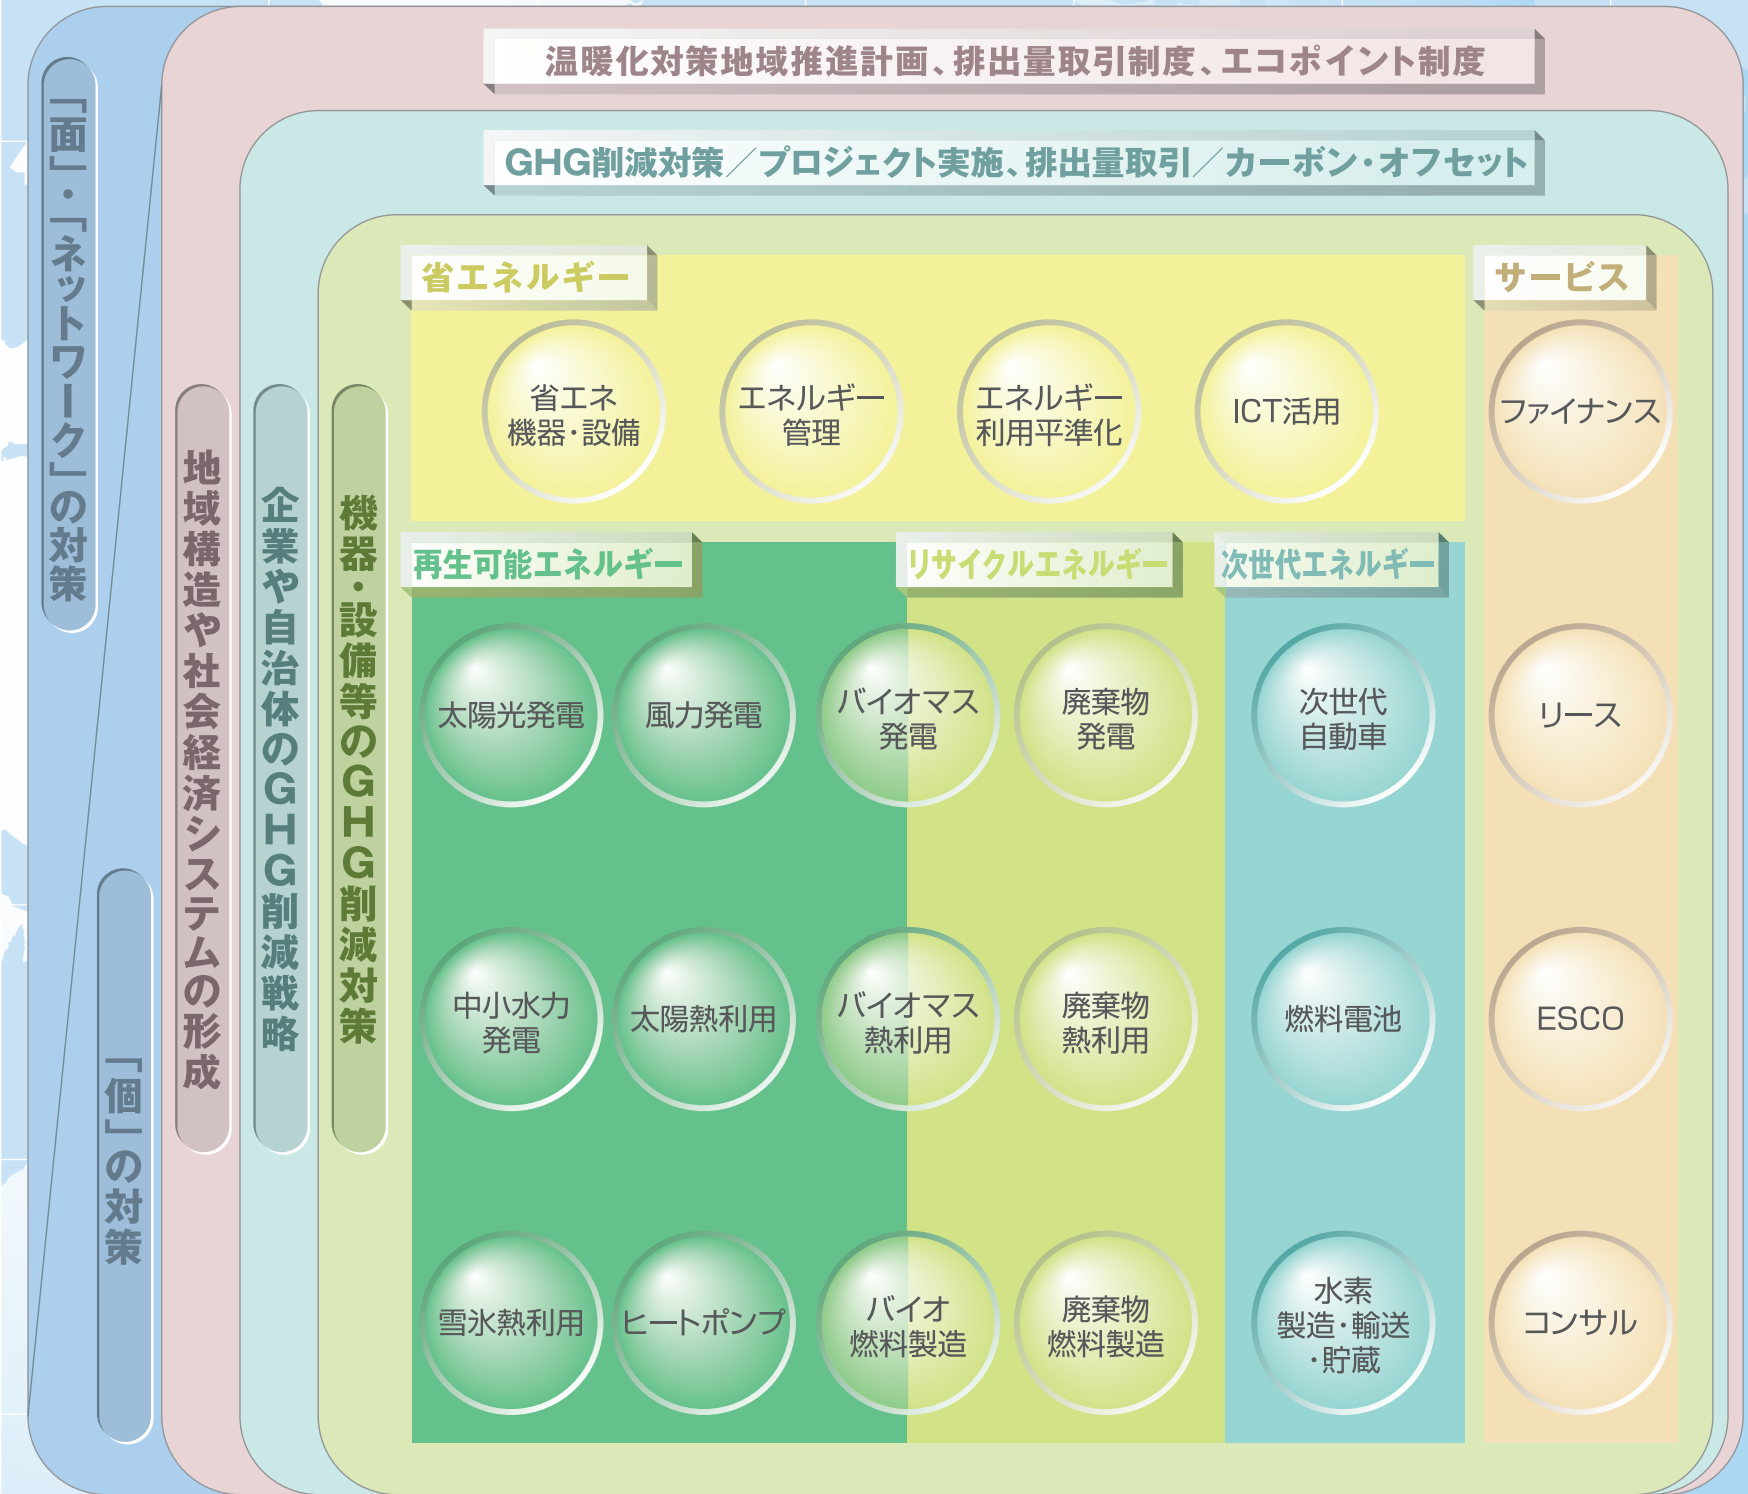 温暖化対策地域推進計画、排出量取引制度、エコポイント制度
GHG削減対策／プロジェクト実施、排出量取引／カーボン・オフセット
「面」・「ネットワーク」の対策
「個」の対策
地域構造や社会経済システムの形成
企業や自治体のGHG削減戦略
機器・設備等のGHG削減対策
省エネルギー
省エネ
機器・設備
エネルギー
管理
エネルギー
利用平準化
ICT活用
サービス
ファイナンス
リース
ESCO
コンサル
再生可能エネルギー
太陽光発電
風力発電
中小水力
発電
太陽熱利用
雪氷熱利用
ヒートポンプ
リサイクルエネルギー
バイオマス
発電
廃棄物
発電
バイオマス
熱利用
廃棄物
熱利用
バイオ
燃料製造
廃棄物
燃料製造
次世代エネルギー
次世代
自動車
燃料電池
水素
製造・輸送
・貯蔵